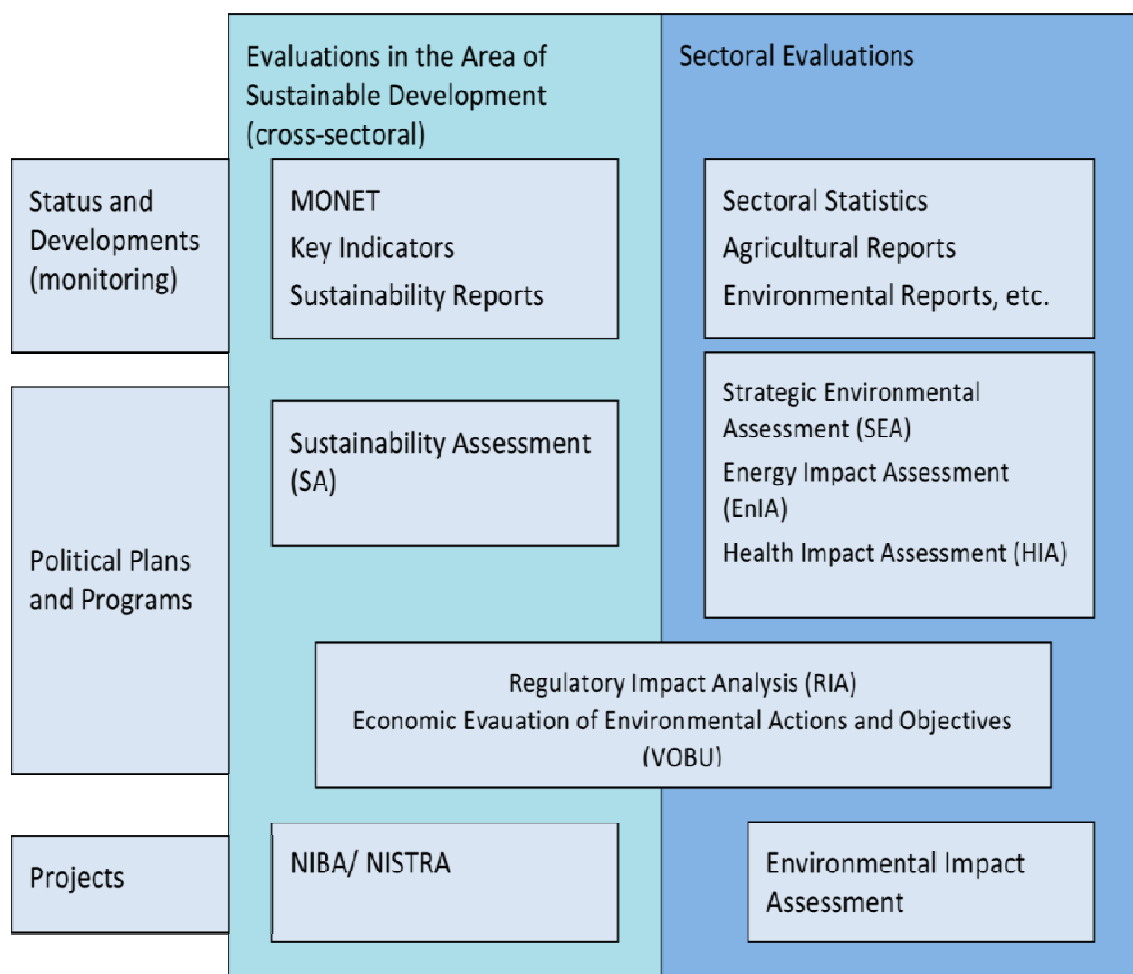 Evaluations in the Area of
Sustainable Development
(cross-sectoral)
Sectoral Evaluations
Status and
Developments
(monitoring)
MONET
Key Indicators
Sustainability Reports
Sectoral Statistics
Agricultural Reports
Environmental Reports, etc.
Political Plans
and Programs
Sustainability Assessment
(SA)
Strategic Environmental
Assessment (SEA)
Energy Impact Assessment
(EnIA)
Health Impact Assessment (HIA)
Regulatory Impact Analysis (RIA)
Economic Evauation of Environmental Actions and Objectives
(VOBU)
Projects
NIBA/ NISTRA
Environmental Impact
Assessment